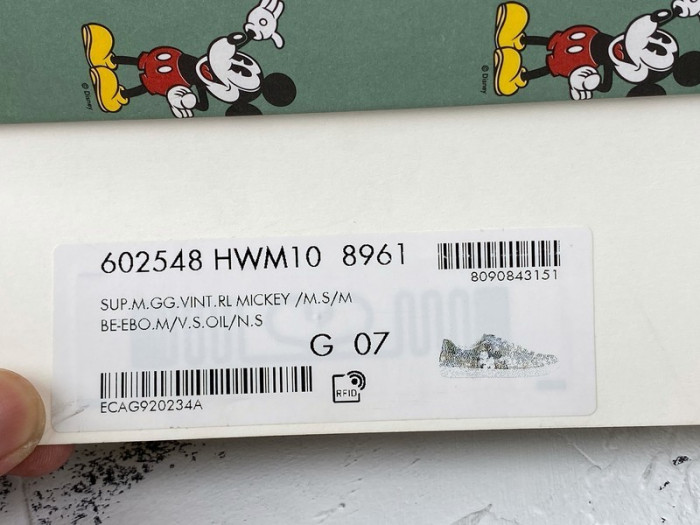 © Disney
© Disney
602548 HWM10 8961
8090843151
SUP.M.GG.VINT.RL MICKEY /M.S/M
BE-EBO.M/V.S.OIL/N.S
G 07
ECAG920234A
RFID